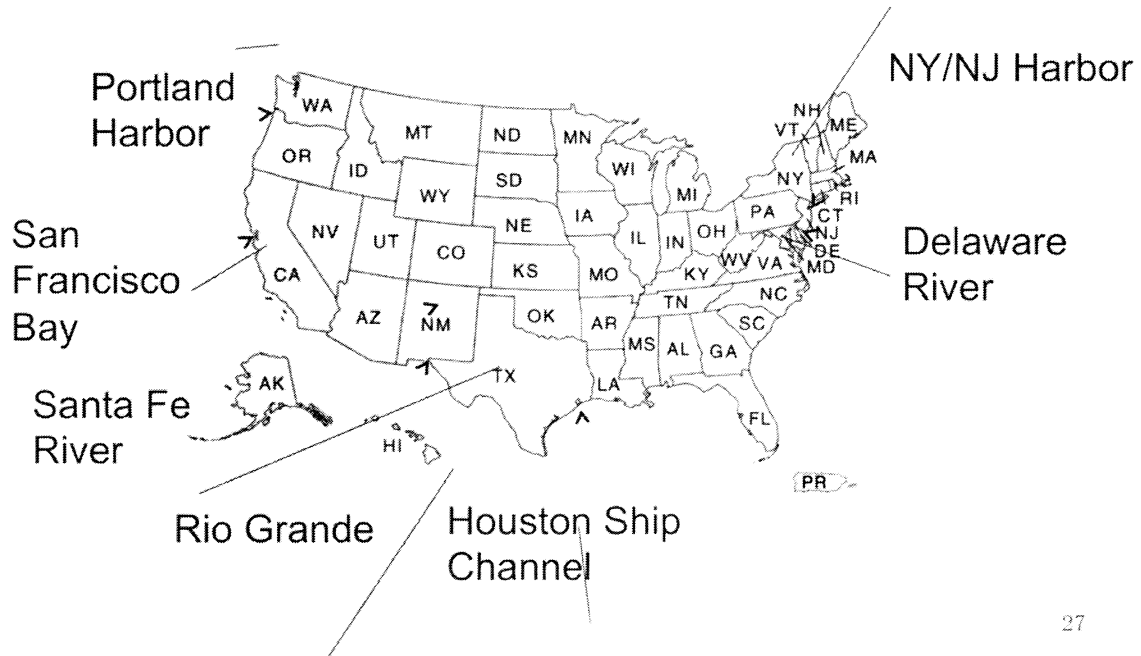 NY/NJ Harbor
Portland
Harbor
WA
MT
ND
MN
NH
VT
ME
OR
ID
WY
SD
WI
MI
NY
MA
RI
CT
NJ
DE
MD
NV
UT
CO
NE
IA
IL
IN
OH
PA
WV
VA
San
Francisco
Bay
CA
AZ
NM
KS
MO
KY
NC
Delaware
River
OK
AR
TN
SC
MS
AL
GA
TX
LA
FL
AK
HI
PR
Santa Fe
River
Rio Grande
Houston Ship
Channel
27